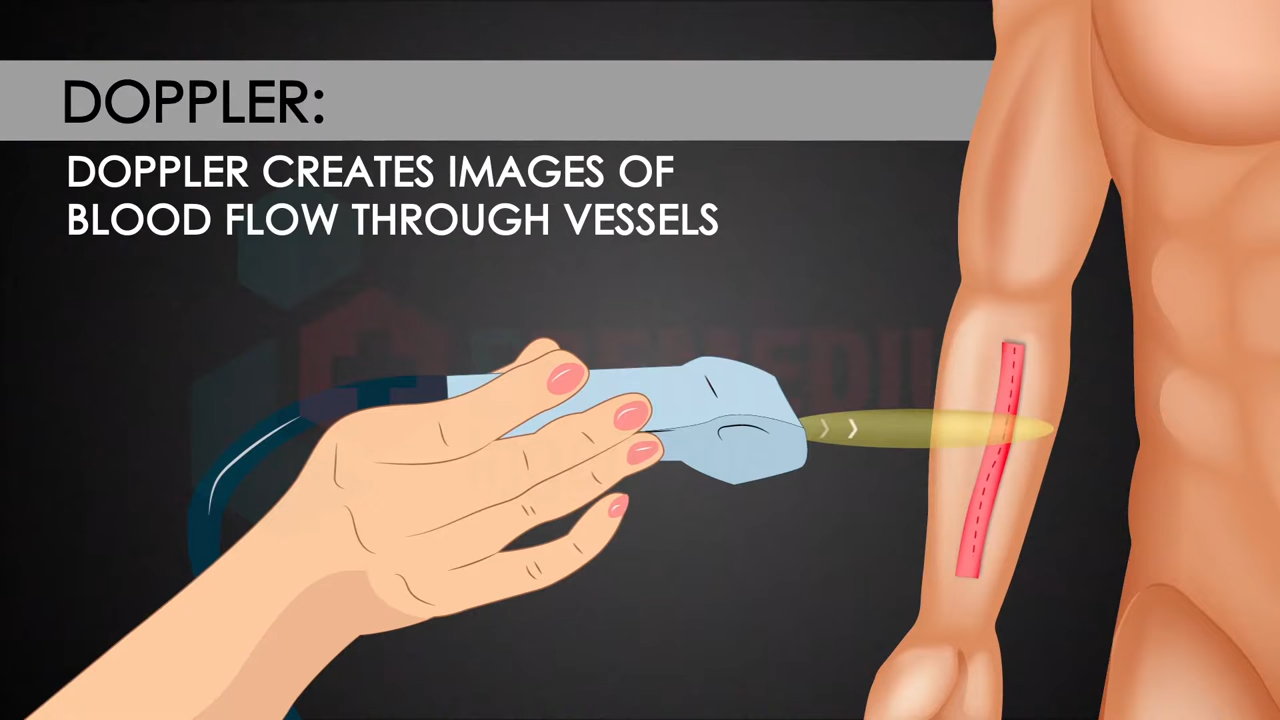 DOPPLER:
DOPPLER CREATES IMAGES OF
BLOOD FLOW THROUGH VESSELS